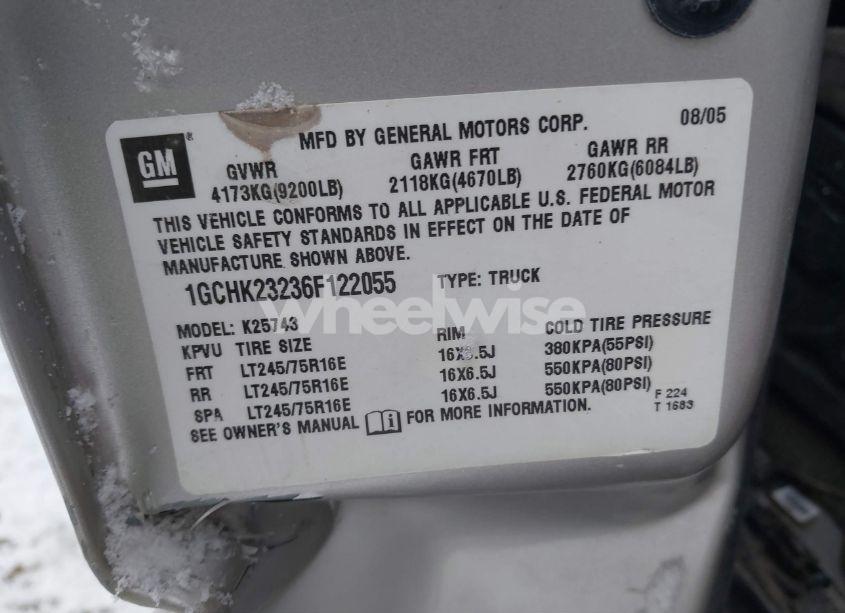 GM
MFD BY GENERAL MOTORS CORP. 08/05
GVWR GAWR FRT GAWR RR
4173KG(9200LB) 2118KG(4670LB) 2760KG(6084LB)
THIS VEHICLE CONFORMS TO ALL APPLICABLE U.S. FEDERAL MOTOR
VEHICLE SAFETY STANDARDS IN EFFECT ON THE DATE OF
MANUFACTURE SHOWN ABOVE.
1GCHK23236F122055 TYPE: TRUCK
wheelwise
MODEL: K25743
KPVU TIRE SIZE RIM COLD TIRE PRESSURE
FRT LT245/75R16E 16X6.5J 380KPA(55PSI)
RR LT245/75R16E 16X6.5J 550KPA(80PSI)
SPA LT245/75R16E 16X6.5J 550KPA(80PSI)
SEE OWNER'S MANUAL i FOR MORE INFORMATION.
F 224
T 1683